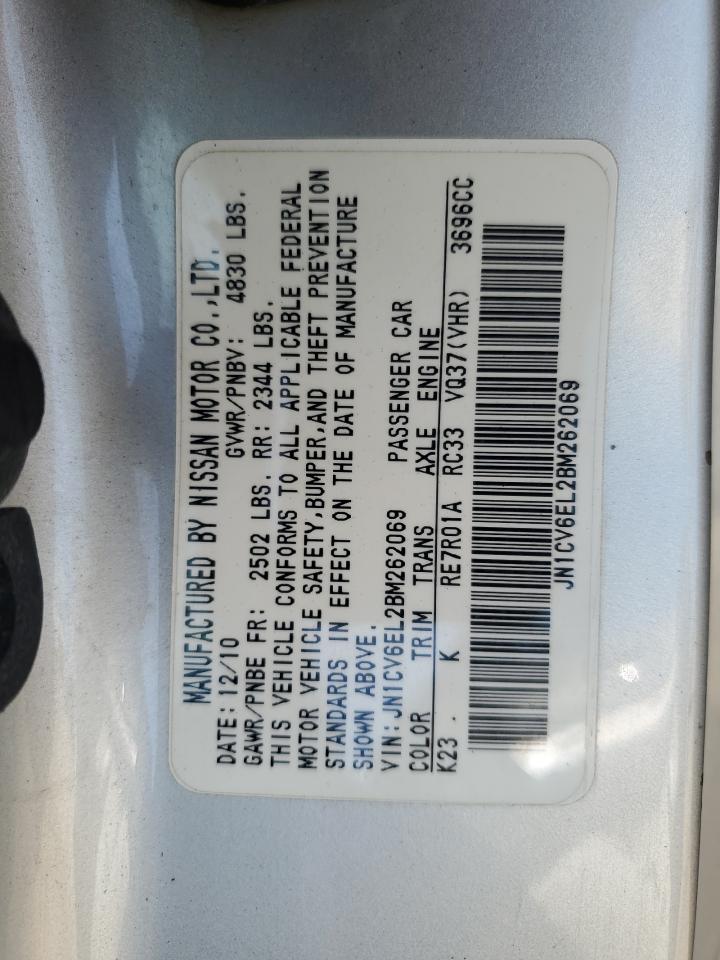 MANUFACTURED BY NISSAN MOTOR CO.,LTD.
DATE: 12/10 GVWR/PNBV: 4830 LBS.
GAWR/PNBE FR: 2502 LBS. RR: 2344 LBS.
THIS VEHICLE CONFORMS TO ALL APPLICABLE FEDERAL
MOTOR VEHICLE SAFETY,BUMPER,AND THEFT PREVENTION
STANDARDS IN EFFECT ON THE DATE OF MANUFACTURE
SHOWN ABOVE.
VIN:JN1CV6EL2BM262069 PASSENGER CAR
COLOR TRIM TRANS AXLE ENGINE
K23 . K RE7R01A RC33 VQ37(VHR) 3696CC
JN1CV6EL2BM262069